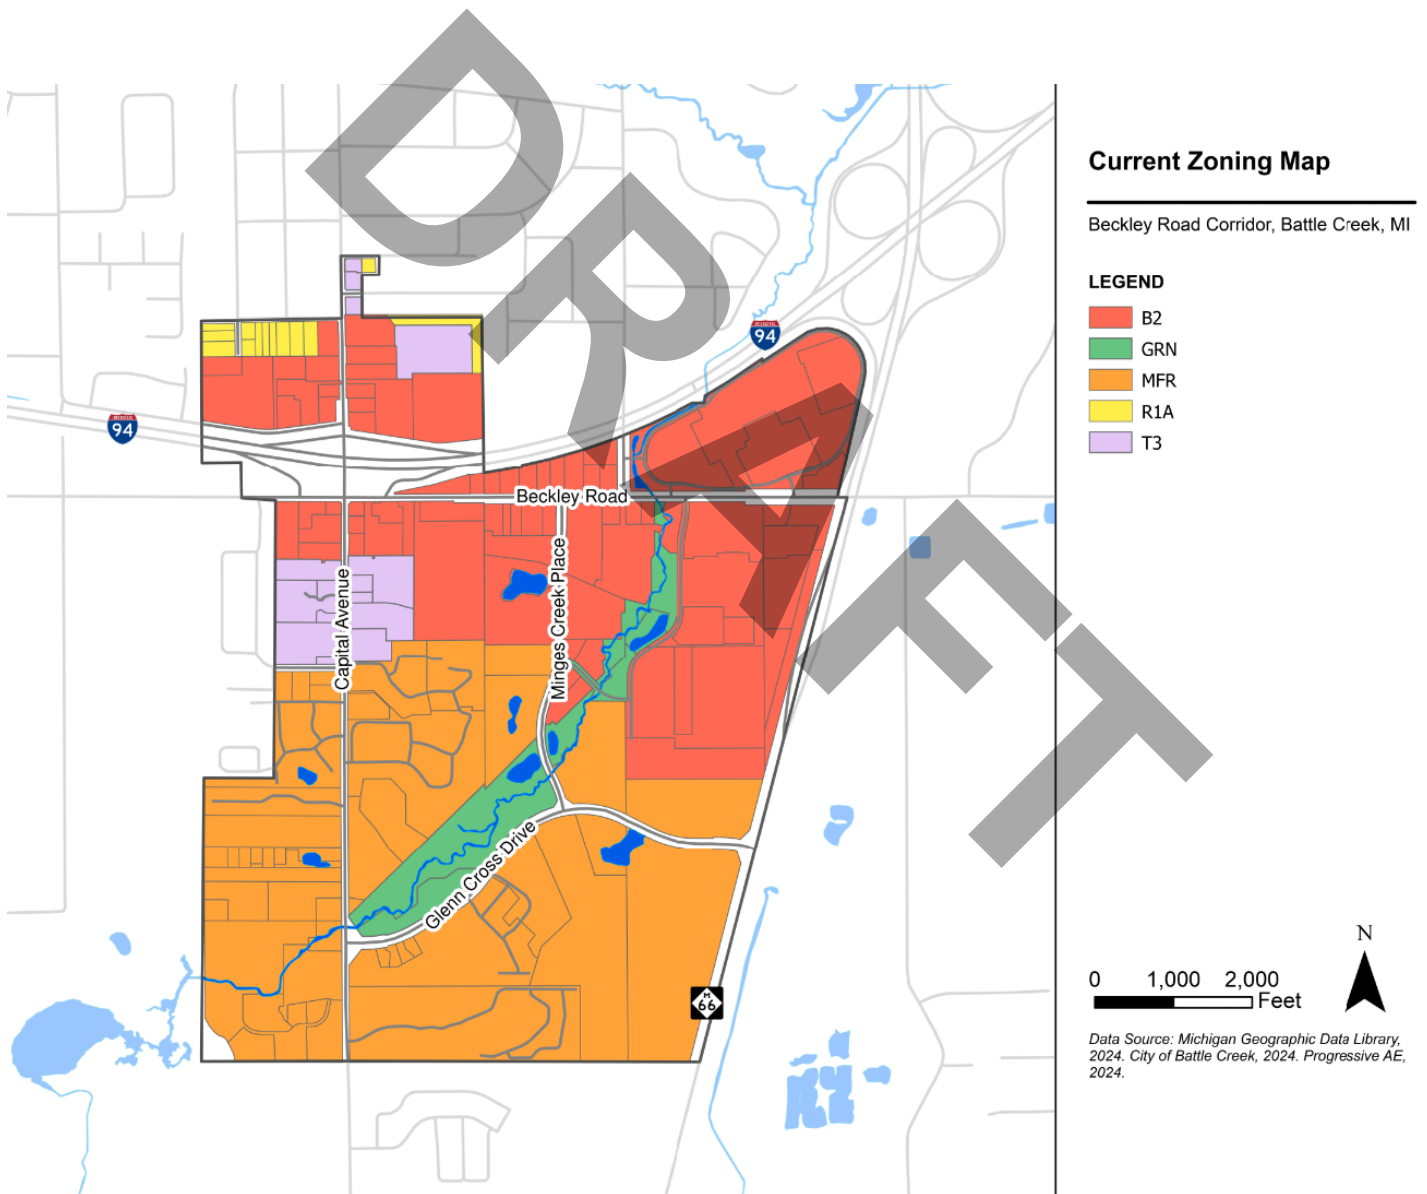 DRAFT
Current Zoning Map
Beckley Road Corridor, Battle Creek, MI
LEGEND
B2
GRN
MFR
R1A
T3
94
94
Beckley Road
Capital Avenue
Minges Creek Place
Glenn Cross Drive
M
66
N
0 1,000 2,000
Feet
Data Source: Michigan Geographic Data Library,
2024. City of Battle Creek, 2024. Progressive AE,
2024.